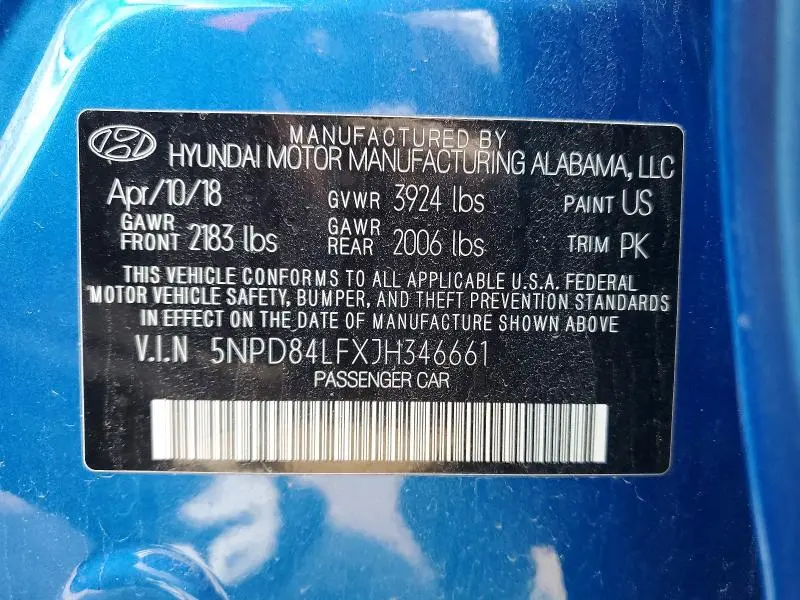 MANUFACTURED BY
HYUNDAI MOTOR MANUFACTURING ALABAMA, LLC
Apr/10/18 GVWR 3924 lbs PAINT US
GAWR FRONT 2183 lbs GAWR REAR 2006 lbs TRIM PK
THIS VEHICLE CONFORMS TO ALL APPLICABLE U.S.A. FEDERAL
MOTOR VEHICLE SAFETY, BUMPER, AND THEFT PREVENTION STANDARDS
IN EFFECT ON THE DATE OF MANUFACTURE SHOWN ABOVE
V.I.N 5NPD84LFXJH346661
PASSENGER CAR